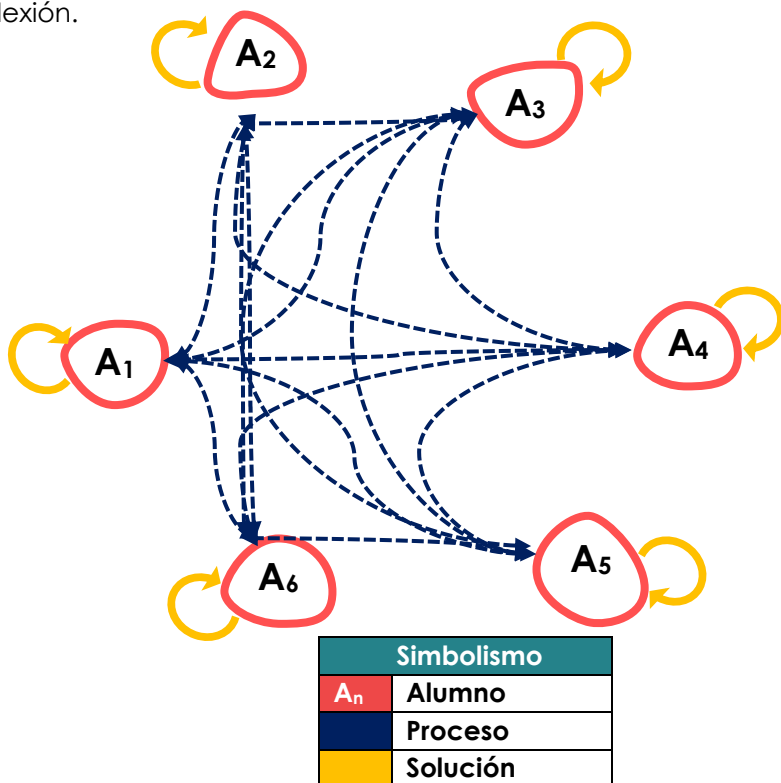 lexión.
A2
A3
A1
A4
A6
A5
Simbolismo
An Alumno
Proceso
Solución